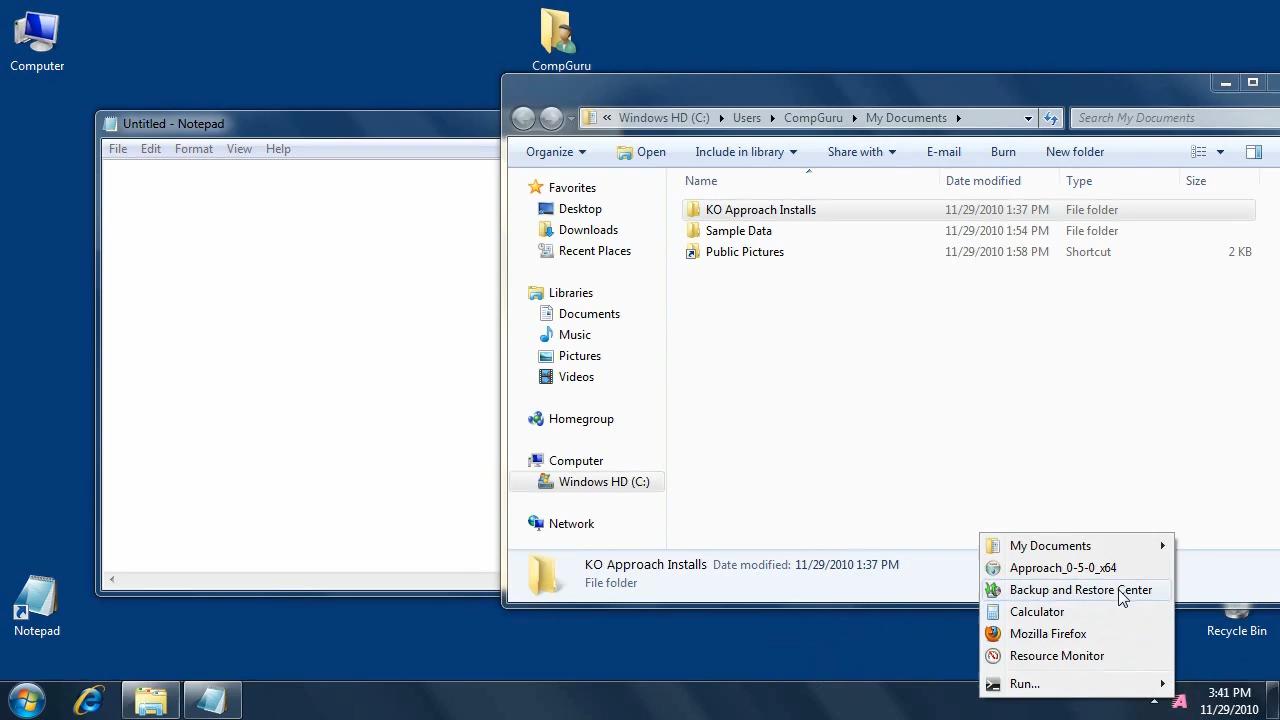 Computer
CompGuru
Untitled - Notepad
File Edit Format View Help
Windows HD (C:) Users CompGuru My Documents
Search My Documents
Organize Open Include in library Share with E-mail Burn New folder
Name Date modified Type Size
KO Approach Installs 11/29/2010 1:37 PM File folder
Sample Data 11/29/2010 1:54 PM File folder
Public Pictures 11/29/2010 1:58 PM Shortcut 2 KB
Favorites
Desktop
Downloads
Recent Places
Libraries
Documents
Music
Pictures
Videos
Homegroup
Computer
Windows HD (C:)
Network
KO Approach Installs Date modified: 11/29/2010 1:37 PM
File folder
My Documents
Approach_0-5-0_x64
Backup and Restore Center
Calculator
Mozilla Firefox
Resource Monitor
Run...
Notepad
Recycle Bin
3:41 PM
11/29/2010